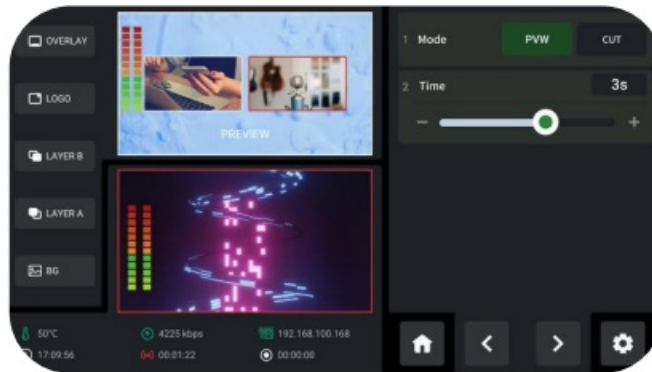 OVERLAY
LOGO
LAYER B
LAYER A
BG
PREVIEW
1 Mode PVW CUT
2 Time 3s
50°C 4225 kbps 192.168.100.168
17:09:56 00:01:22 00:00:00